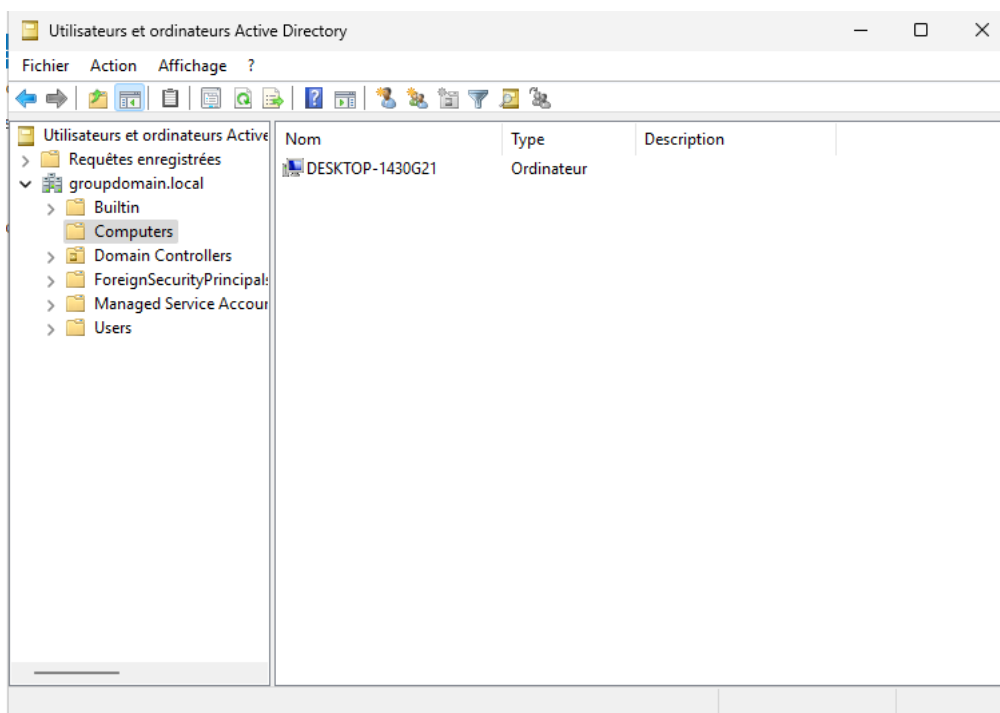 Utilisateurs et ordinateurs Active Directory
Fichier Action Affichage ?
Utilisateurs et ordinateurs Active
Requêtes enregistrées
groupdomain.local
Builtin
Computers
Domain Controllers
ForeignSecurityPrincipals
Managed Service Accoun
Users
Nom Type Description
DESKTOP-1430G21 Ordinateur